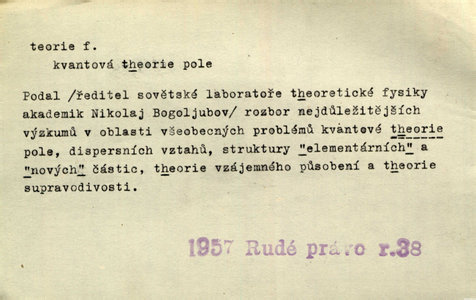 teorie f.
kvantová theorie pole
Podal /ředitel sovětské laboratoře theoretické fysiky
akademik Nikolaj Bogoljubov/ rozbor nejdůležitějších
výzkumů v oblasti všeobecných problémů kvantové theorie
pole, dispersních vztahů, struktury "elementárních" a
"nových" částic, theorie vzájemného působení a theorie
supravodivosti.
1957 Rudé právo r.38